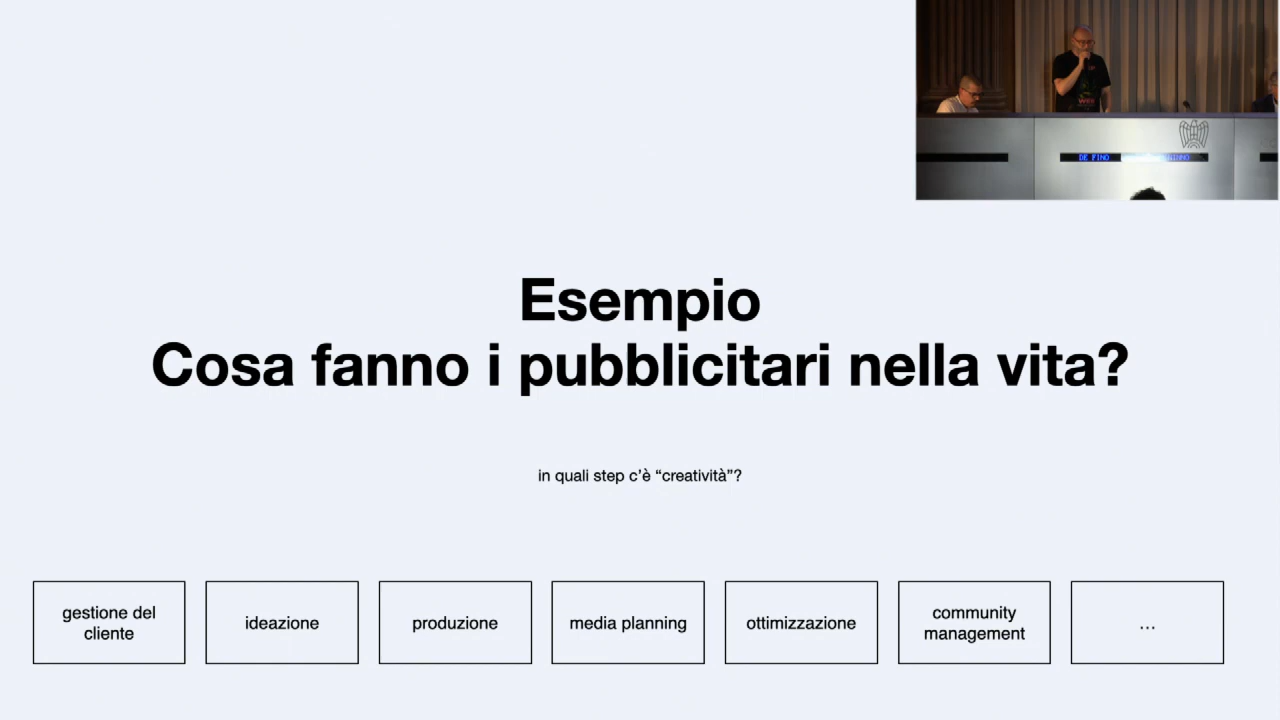 DE FINO
Esempio
Cosa fanno i pubblicitari nella vita?
in quali step c’è “creatività”?
gestione del
cliente
ideazione
produzione
media planning
ottimizzazione
community
management
…